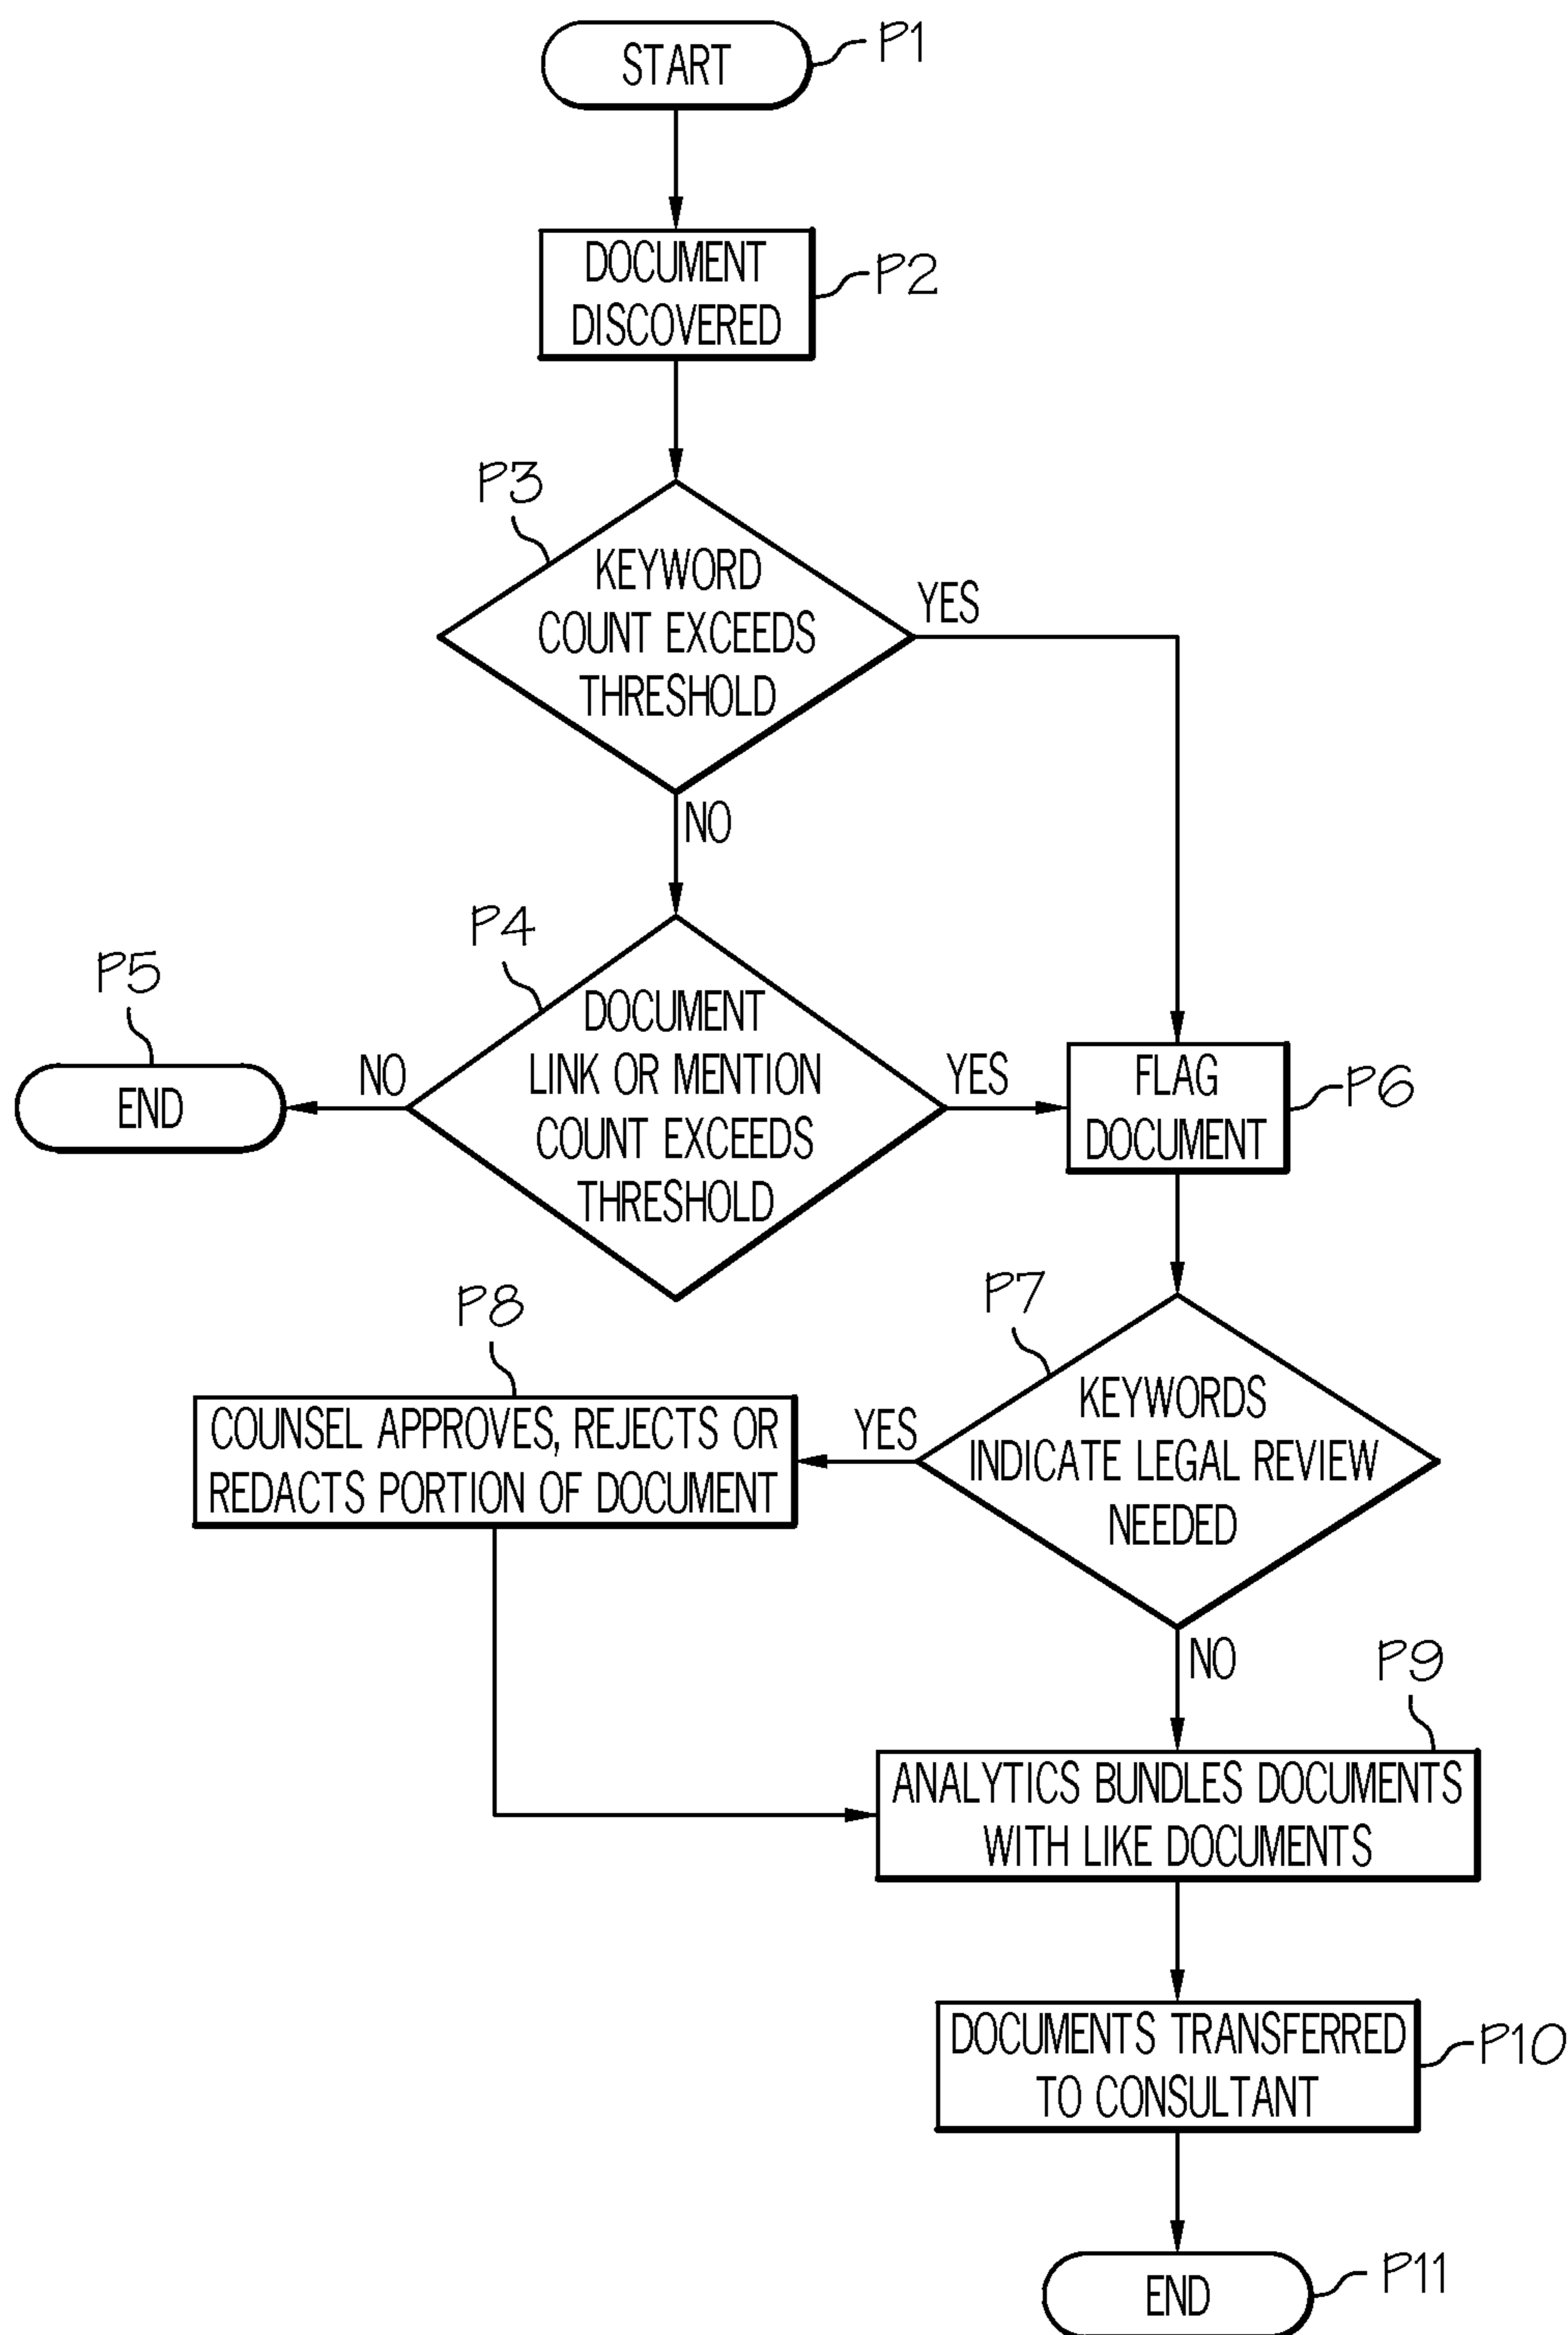 START
P1
DOCUMENT
DISCOVERED
P2
P3
KEYWORD
COUNT EXCEEDS
THRESHOLD
YES
NO
P4
DOCUMENT
LINK OR MENTION
COUNT EXCEEDS
THRESHOLD
P5
END
NO
YES
FLAG
DOCUMENT
P6
P7
KEYWORDS
INDICATE LEGAL REVIEW
NEEDED
P8
COUNSEL APPROVES, REJECTS OR
REDACTS PORTION OF DOCUMENT
YES
NO
P9
ANALYTICS BUNDLES DOCUMENTS
WITH LIKE DOCUMENTS
DOCUMENTS TRANSFERRED
TO CONSULTANT
P10
END
P11